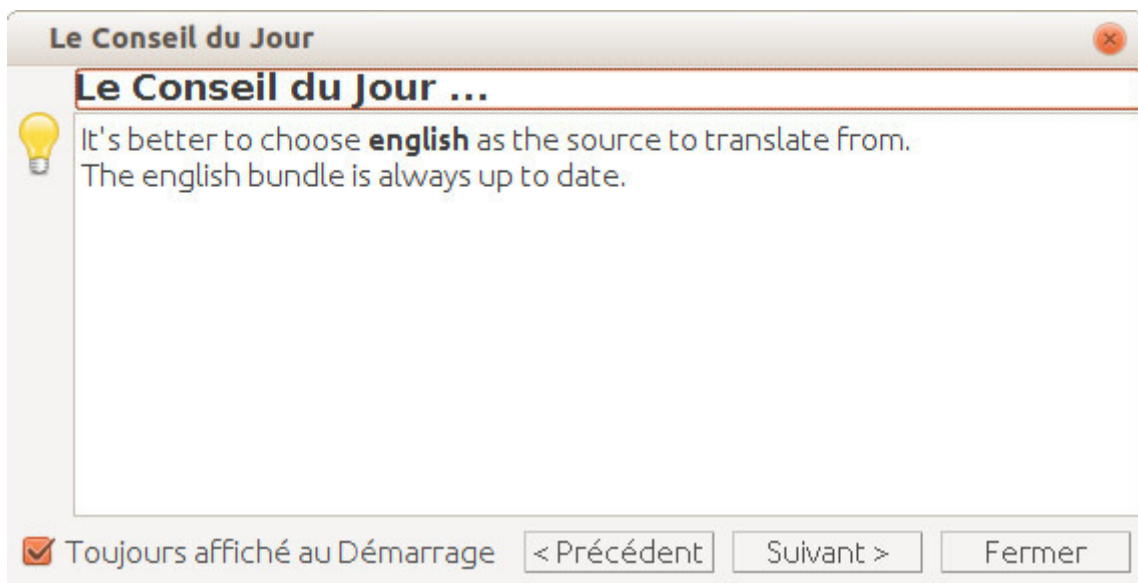 Le Conseil du Jour
Le Conseil du Jour ...
It's better to choose english as the source to translate from.
The english bundle is always up to date.
Toujours affiché au Démarrage
< Précédent
Suivant >
Fermer